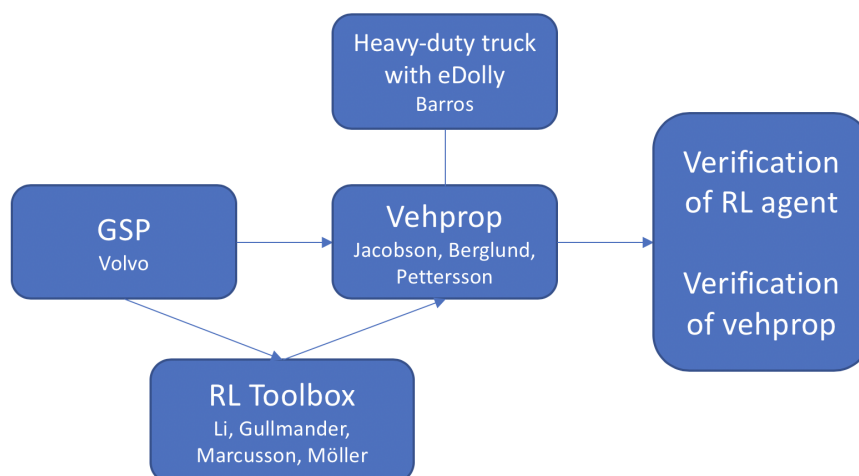 Heavy-duty truck
with eDolly
Barros
GSP
Volvo
Vehprop
Jacobson, Berglund,
Pettersson
RL Toolbox
Li, Gullmander,
Marcusson, Möller
Verification
of RL agent
Verification
of vehprop